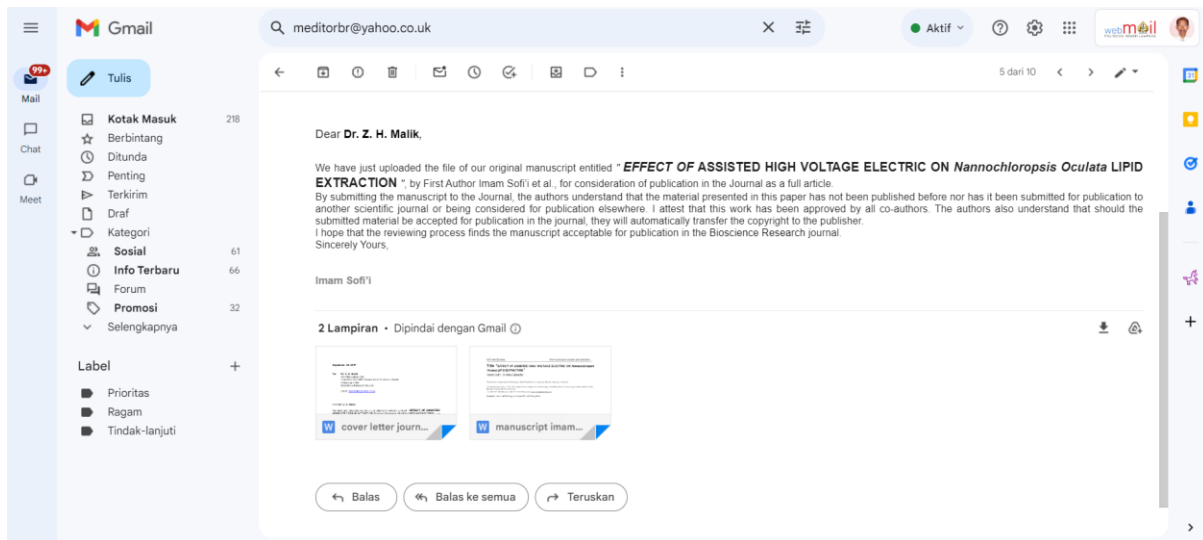 Gmail
meditorbr@yahoo.co.uk
Aktif
webmail
99+
Mail
Chat
Meet
Tulis
Kotak Masuk 218
Berbintang
Ditunda
Penting
Terkirim
Draf
Kategori
Sosial 61
Info Terbaru 66
Forum
Promosi 32
Selengkapnya
Label
Prioritas
Ragam
Tindak-lanjuti
5 dari 10
Dear Dr. Z. H. Malik,
We have just uploaded the file of our original manuscript entitled " EFFECT OF ASSISTED HIGH VOLTAGE ELECTRIC ON Nannochloropsis Oculata LIPID
EXTRACTION ", by First Author Imam Sofi'i et al., for consideration of publication in the Journal as a full article.
By submitting the manuscript to the Journal, the authors understand that the material presented in this paper has not been published before nor has it been submitted for publication to
another scientific journal or being considered for publication elsewhere. I attest that this work has been approved by all co-authors. The authors also understand that should the
submitted material be accepted for publication in the journal, they will automatically transfer the copyright to the publisher.
I hope that the reviewing process finds the manuscript acceptable for publication in the Bioscience Research journal.
Sincerely Yours,
Imam Sofi'i
2 Lampiran • Dipindai dengan Gmail
W cover letter journ...
W manuscript imam...
Balas
Balas ke semua
Teruskan
31